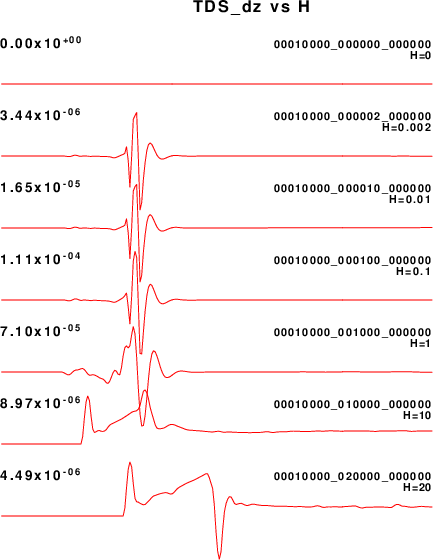 TDS_dz vs H
0.00x10+00 00010000_000000_000000
H=0
3.44x10-06 00010000_000002_000000
H=0.002
1.65x10-05 00010000_000010_000000
H=0.01
1.11x10-04 00010000_000100_000000
H=0.1
7.10x10-05 00010000_001000_000000
H=1
8.97x10-06 00010000_010000_000000
H=10
4.49x10-06 00010000_020000_000000
H=20